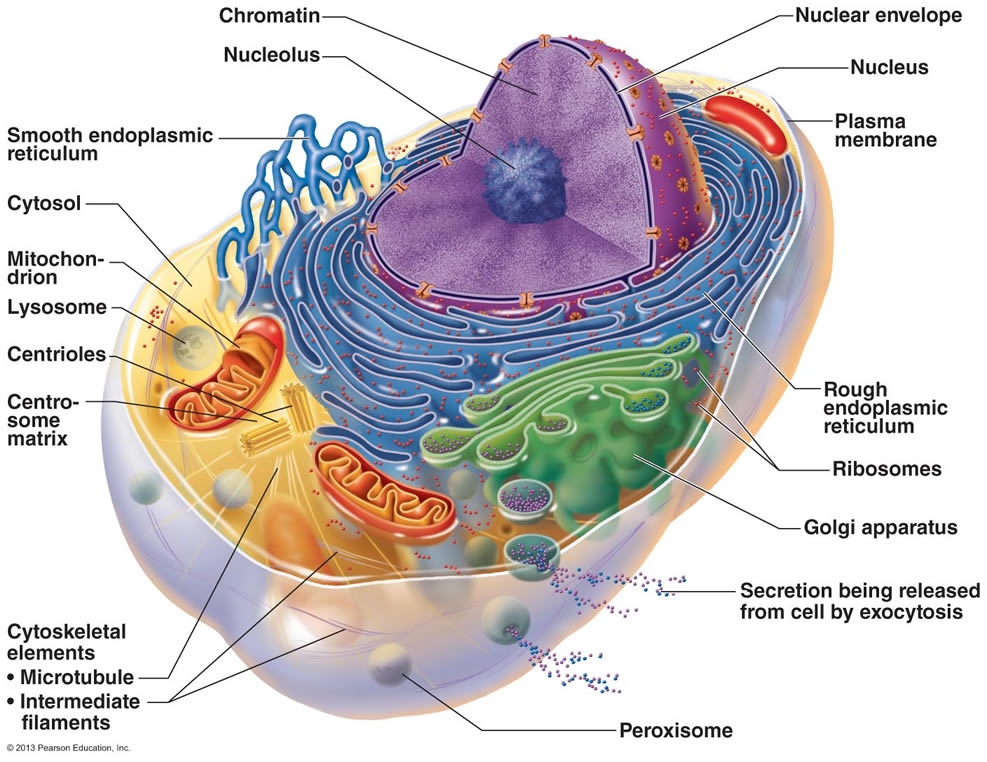 Chromatin
Nucleolus
Smooth endoplasmic
reticulum
Cytosol
Mitochon-
drion
Lysosome
Centrioles
Centro-
some
matrix
Cytoskeletal
elements
• Microtubule
• Intermediate
filaments
Nuclear envelope
Nucleus
Plasma
membrane
Rough
endoplasmic
reticulum
Ribosomes
Golgi apparatus
Secretion being released
from cell by exocytosis
Peroxisome
© 2013 Pearson Education, Inc.